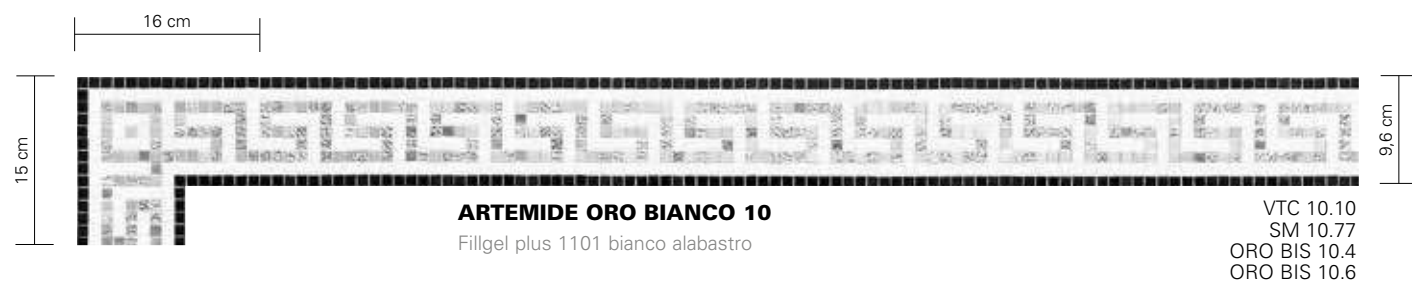 16 cm
15 cm
9,6 cm
ARTEMIDE ORO BIANCO 10
Fillgel plus 1101 bianco alabastro
VTC 10.10
SM 10.77
ORO BIS 10.4
ORO BIS 10.6